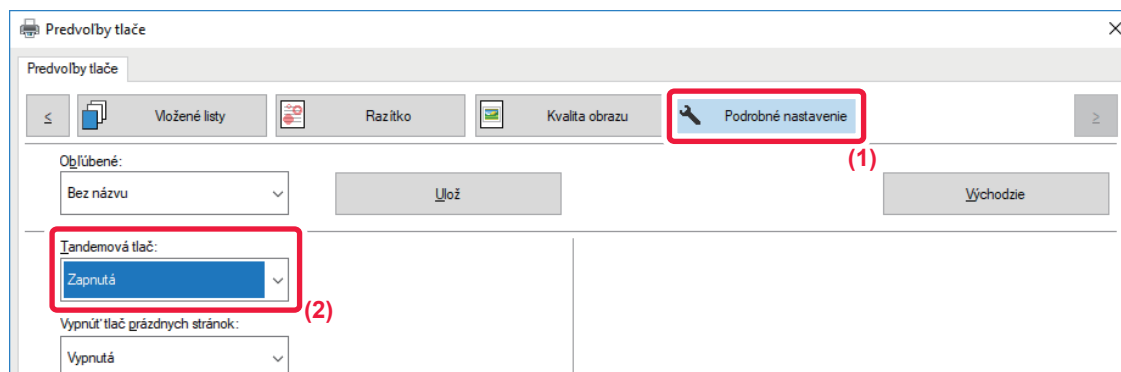 Predvoľby tlače
Predvoľby tlače
< Vložené listy Razítko Kvalita obrazu Podrobné nastavenie >
(1)
Obľúbené:
Bez názvu Ulož Východzie
Tandemová tlač:
Zapnutá
(2)
Vypnúť tlač prázdnych stránok:
Vypnutá